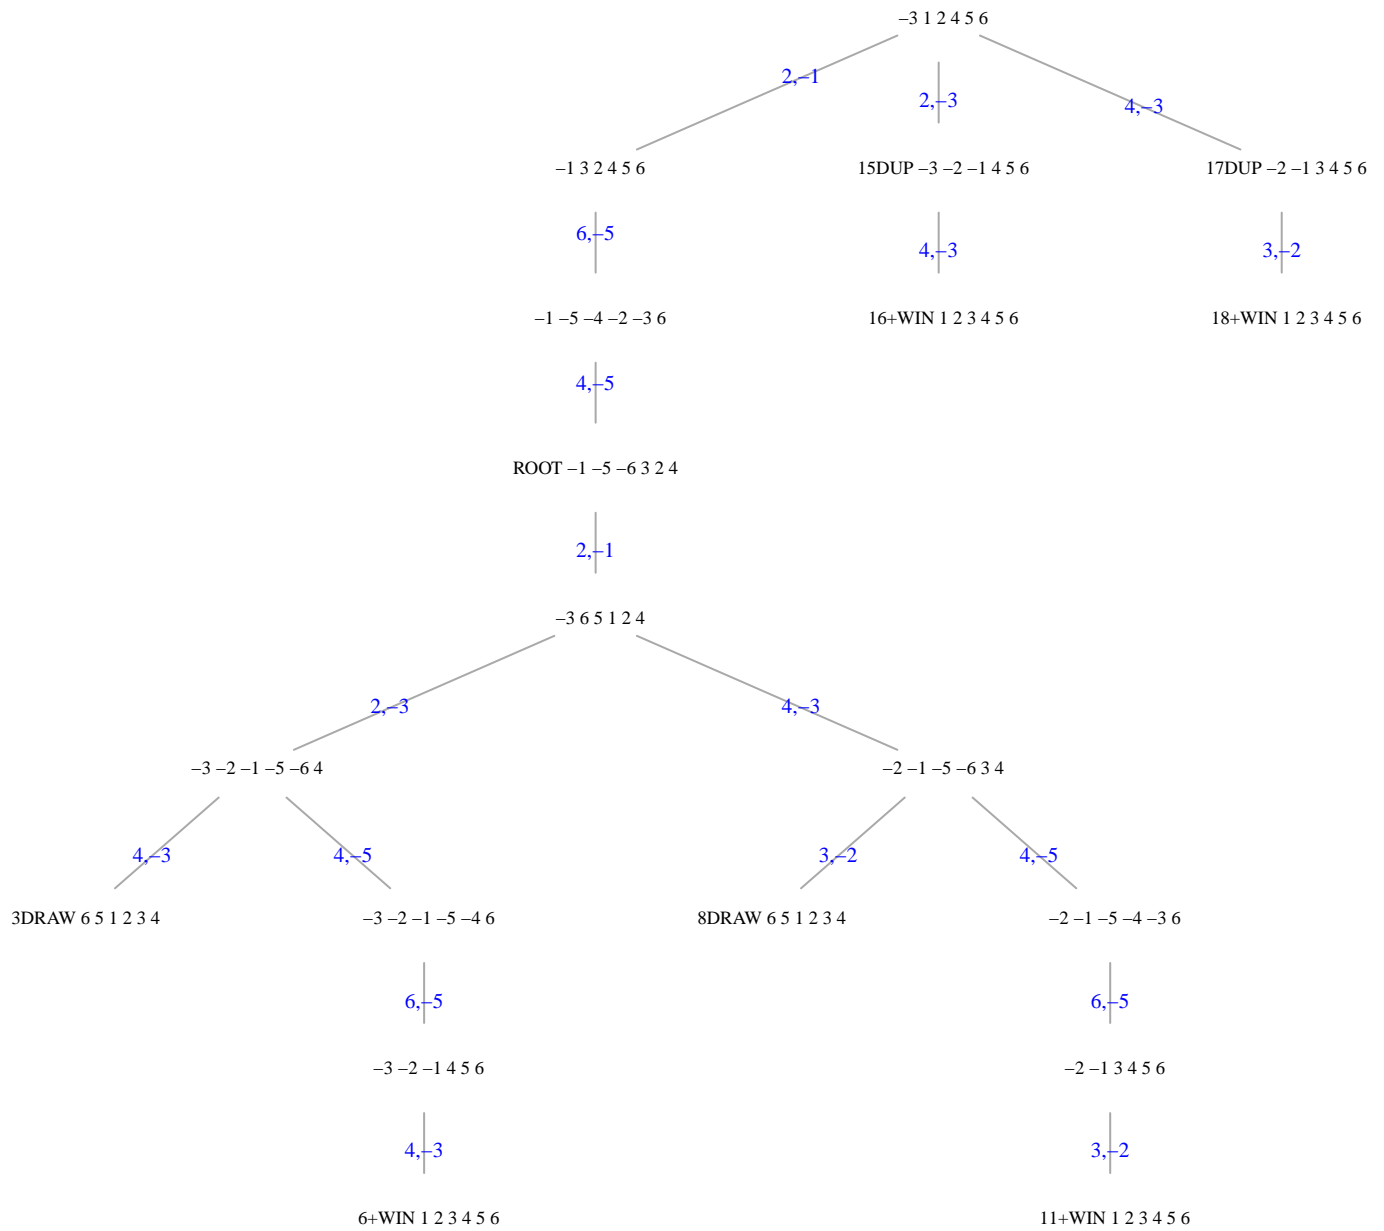 –3 1 2 4 5 6
2,–1
2,–3
4,–3
–1 3 2 4 5 6
15DUP –3 –2 –1 4 5 6
17DUP –2 –1 3 4 5 6
6,–5
4,–3
3,–2
–1 –5 –4 –2 –3 6
16+WIN 1 2 3 4 5 6
18+WIN 1 2 3 4 5 6
4,–5
ROOT –1 –5 –6 3 2 4
2,–1
–3 6 5 1 2 4
2,–3
4,–3
–3 –2 –1 –5 –6 4
–2 –1 –5 –6 3 4
4,–3
4,–5
3,–2
4,–5
3DRAW 6 5 1 2 3 4
–3 –2 –1 –5 –4 6
8DRAW 6 5 1 2 3 4
–2 –1 –5 –4 –3 6
6,–5
6,–5
–3 –2 –1 4 5 6
–2 –1 3 4 5 6
4,–3
3,–2
6+WIN 1 2 3 4 5 6
11+WIN 1 2 3 4 5 6